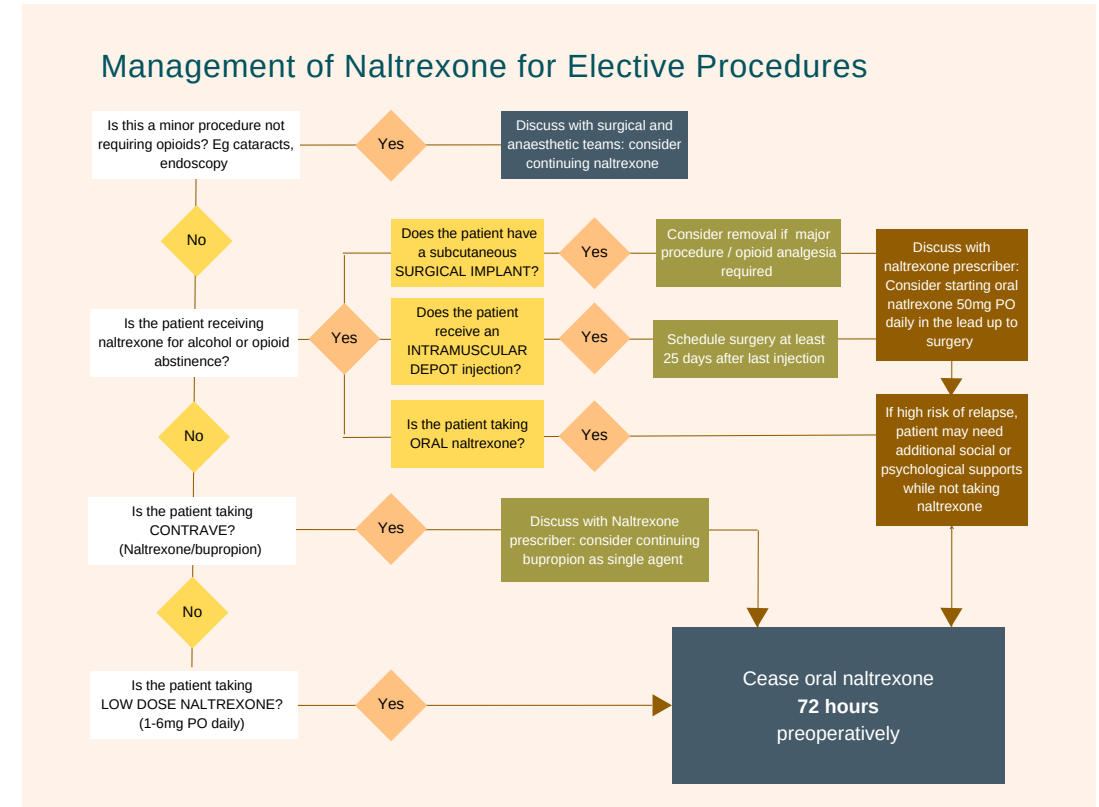 Management of Naltrexone for Elective Procedures
Is this a minor procedure not
requiring opioids? Eg cataracts,
endoscopy
Yes
Discuss with surgical and
anaesthetic teams: consider
continuing naltrexone
No
Is the patient receiving
naltrexone for alcohol or opioid
abstinence?
Yes
Does the patient have
a subcutaneous
SURGICAL IMPLANT?
Yes
Consider removal if  major
procedure / opioid analgesia
required
Discuss with
naltrexone prescriber:
Consider starting oral
natlrexone 50mg PO
daily in the lead up to
surgery
Does the patient
receive an
INTRAMUSCULAR
DEPOT injection?
Yes
Schedule surgery at least
25 days after last injection
Is the patient taking
ORAL naltrexone?
Yes
If high risk of relapse,
patient may need
additional social or
psychological supports
while not taking
naltrexone
No
Is the patient taking
CONTRAVE?
(Naltrexone/bupropion)
Yes
Discuss with Naltrexone
prescriber: consider continuing
bupropion as single agent
No
Is the patient taking
LOW DOSE NALTREXONE?
(1-6mg PO daily)
Yes
Cease oral naltrexone
72 hours
preoperatively